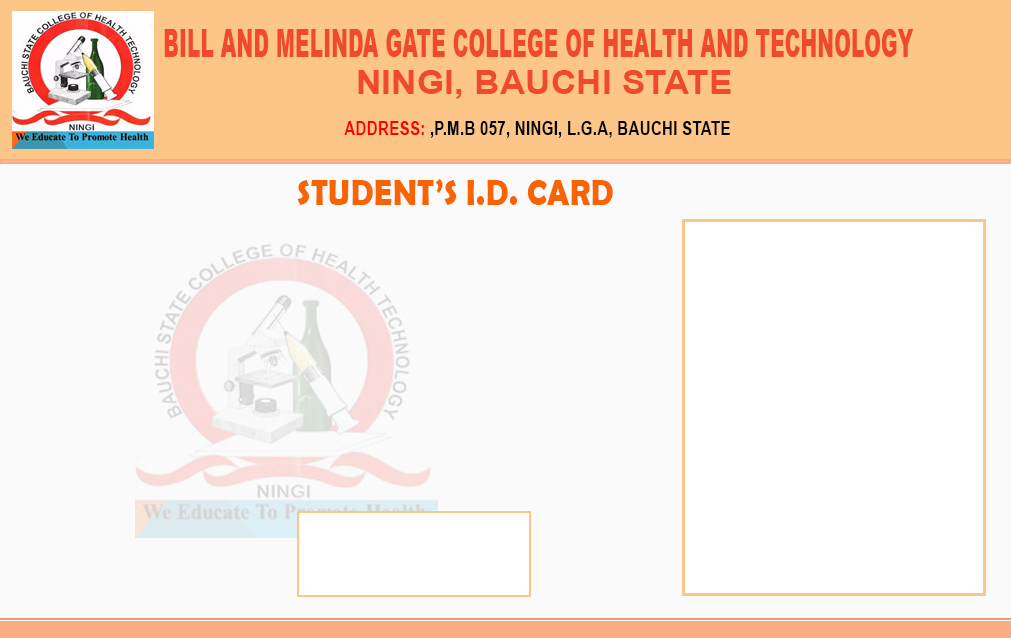 BAUCHI STATE COLLEGE OF HEALTH TECHNOLOGY
NINGI
We Educate To Promote Health
BILL AND MELINDA GATE COLLEGE OF HEALTH AND TECHNOLOGY
NINGI, BAUCHI STATE
ADDRESS: ,P.M.B 057, NINGI, L.G.A, BAUCHI STATE
STUDENT’S I.D. CARD
BAUCHI STATE COLLEGE OF HEALTH TECHNOLOGY
NINGI
We Educate To Promote Health